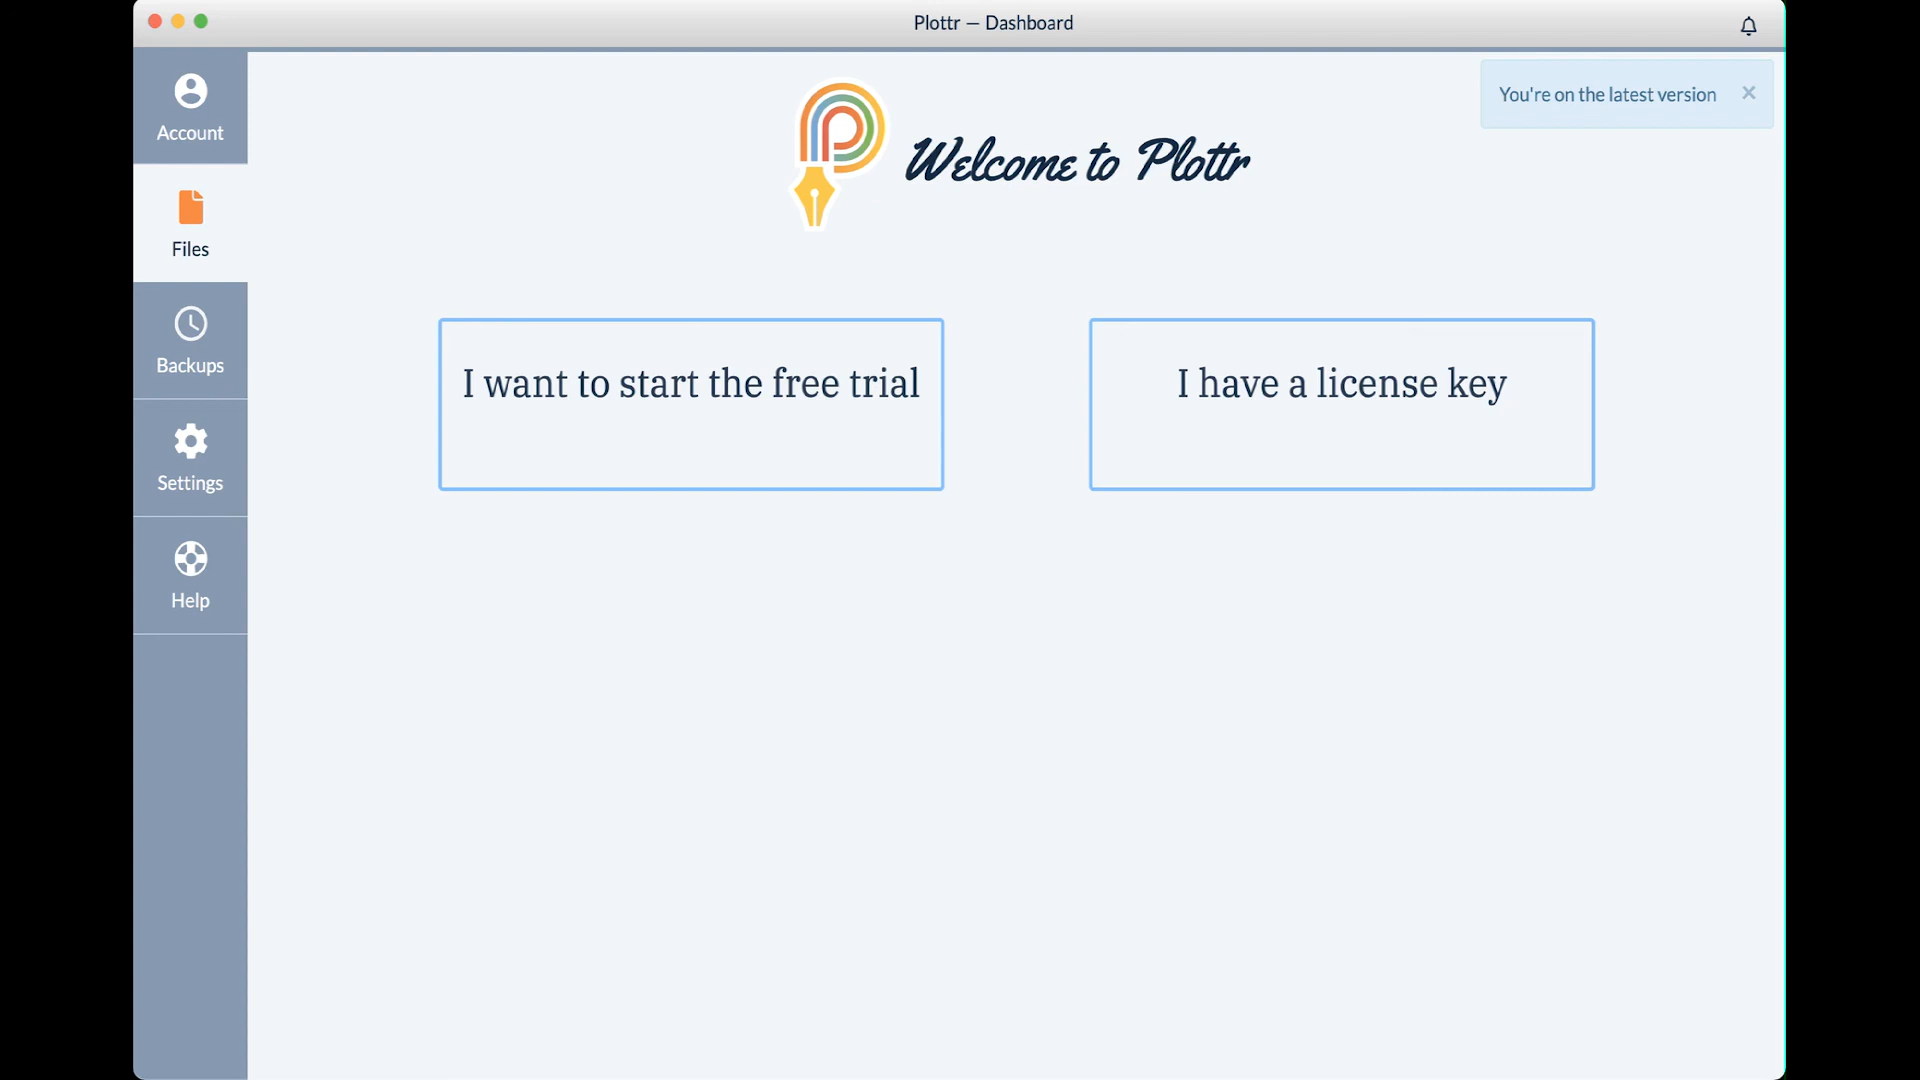 Plottr — Dashboard
Account
Files
Backups
Settings
Help
You're on the latest version ×
Welcome to Plottr
I want to start the free trial
I have a license key